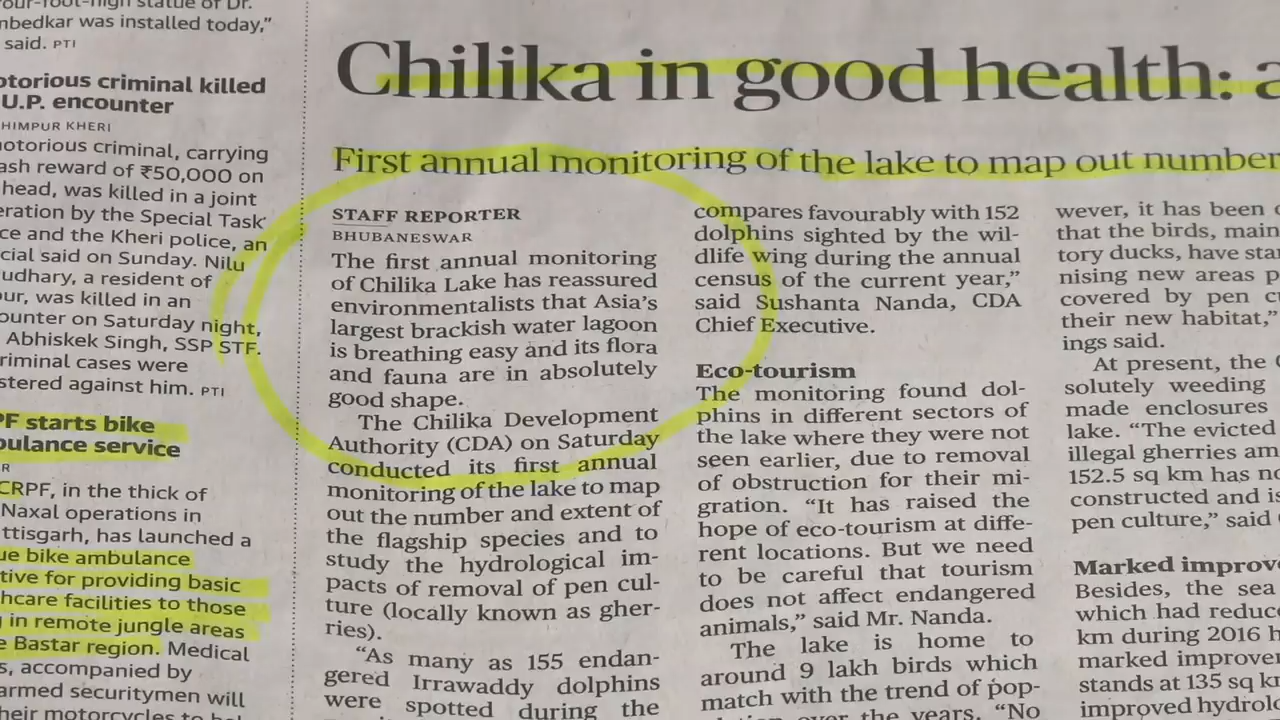 our-foot-high statue of Dr.
mbedkar was installed today,”
said. PTI
otorious criminal killed
U.P. encounter
HIMPUR KHERI
notorious criminal, carrying
ash reward of ₹50,000 on
head, was killed in a joint
eration by the Special Task
ce and the Kheri police, an
cial said on Sunday. Nilu
udhary, a resident of
our, was killed in an
ounter on Saturday night,
Abhiskek Singh, SSP STF.
riminal cases were
stered against him. PTI
PF starts bike
bulance service
R
CRPF, in the thick of
Naxal operations in
ttisgarh, has launched a
ue bike ambulance
tive for providing basic
hcare facilities to those
g in remote jungle areas
e Bastar region. Medical
s, accompanied by
armed securitymen will
their motorcycles to
Chilika in good health: a
First annual monitoring of the lake to map out number
STAFF REPORTER
BHUBANESWAR
The first annual monitoring
of Chilika Lake has reassured
environmentalists that Asia’s
largest brackish water lagoon
is breathing easy and its flora
and fauna are in absolutely
good shape.
The Chilika Development
Authority (CDA) on Saturday
conducted its first annual
monitoring of the lake to map
out the number and extent of
the flagship species and to
study the hydrological im-
pacts of removal of pen cul-
ture (locally known as gher-
ries).
“As many as 155 endan-
gered Irrawaddy dolphins
were spotted during the
compares favourably with 152
dolphins sighted by the wil-
dlife wing during the annual
census of the current year,”
said Sushanta Nanda, CDA
Chief Executive.
Eco-tourism
The monitoring found dol-
phins in different sectors of
the lake where they were not
seen earlier, due to removal
of obstruction for their mi-
gration. “It has raised the
hope of eco-tourism at diffe-
rent locations. But we need
to be careful that tourism
does not affect endangered
animals,” said Mr. Nanda.
The lake is home to
around 9 lakh birds which
match with the trend of pop-
over the years. “No
wever, it has been
that the birds, main
tory ducks, have sta
nising new areas p
covered by pen cu
their new habitat,”
ings said.
At present, the C
solutely weeding
made enclosures
lake. “The evicted
illegal gherries am
152.5 sq km has no
constructed and is
pen culture,” said
Marked improv
Besides, the sea
which had reduc
km during 2016 h
marked improver
stands at 135 sq km
improved hydrolo